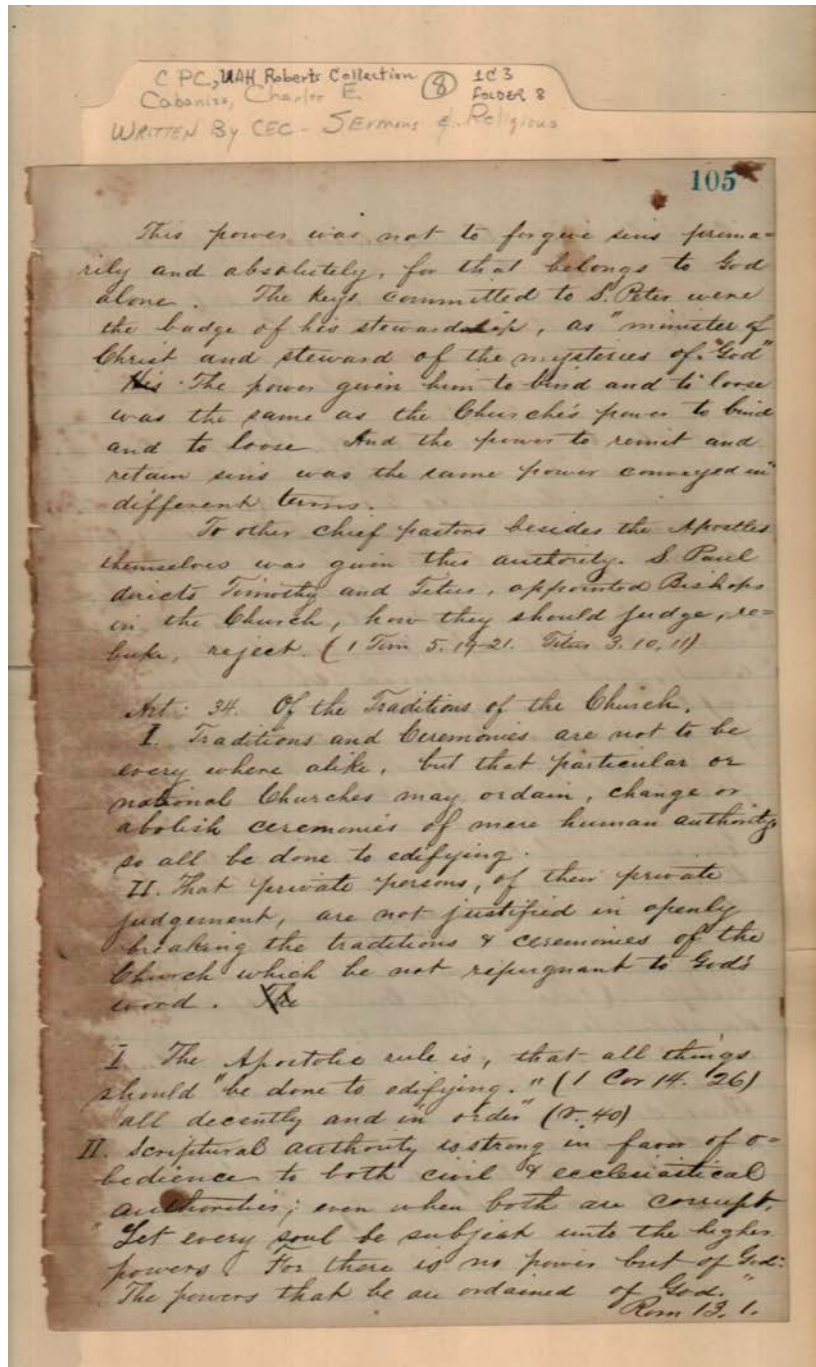 C PC, UAH Roberts Collection ⑧ 1C3
Cabaniss, Charles E. FOLDER 8
WRITTEN By CEC - SErmons & Religious
105
This power was not to forgive sins prima=
rily and absolutely, for that belongs to God
alone. The keys committed to S. Peter were
the badge of his stewardship, as "minister of
Christ and steward of the mysteries of "God"
His The power given him to bind and to loose
was the same as the Church's power to bind
and to loose. And the power to remit and
retain sins was the same power conveyed in
different terms.
To other chief pastors besides the Apostles
themselves was given this authority. S Paul
directs Timothy and Titus, appointed Bishops
in the Church, how they should judge, re=
buke, reject. (1 Tim 5. 19-21. Titus 3. 10, 11)
Art. 34. Of the Traditions of the Church.
I. Traditions and Ceremonies are not to be
every where alike, but that particular or
national Churches may ordain, change or
abolish ceremonies of mere human authority,
so all be done to edifying.
II. That private persons, of their private
judgement, are not justified in openly
breaking the traditions & ceremonies of the
Church which be not repugnant to God's
word. The
I The Apostolic rule is, that all things
should "be done to edifying." (1 Cor 14. 26)
"all decently and in order" (v. 40)
II. Scriptural authority is strong in favor of o=
bedience to both civil & ecclesiastical
authorities; even when both are corrupt.
"Let every soul be subject unto the higher
powers. For there is no power but of God:
The powers that be are ordained of God."
Rom 13. 1.